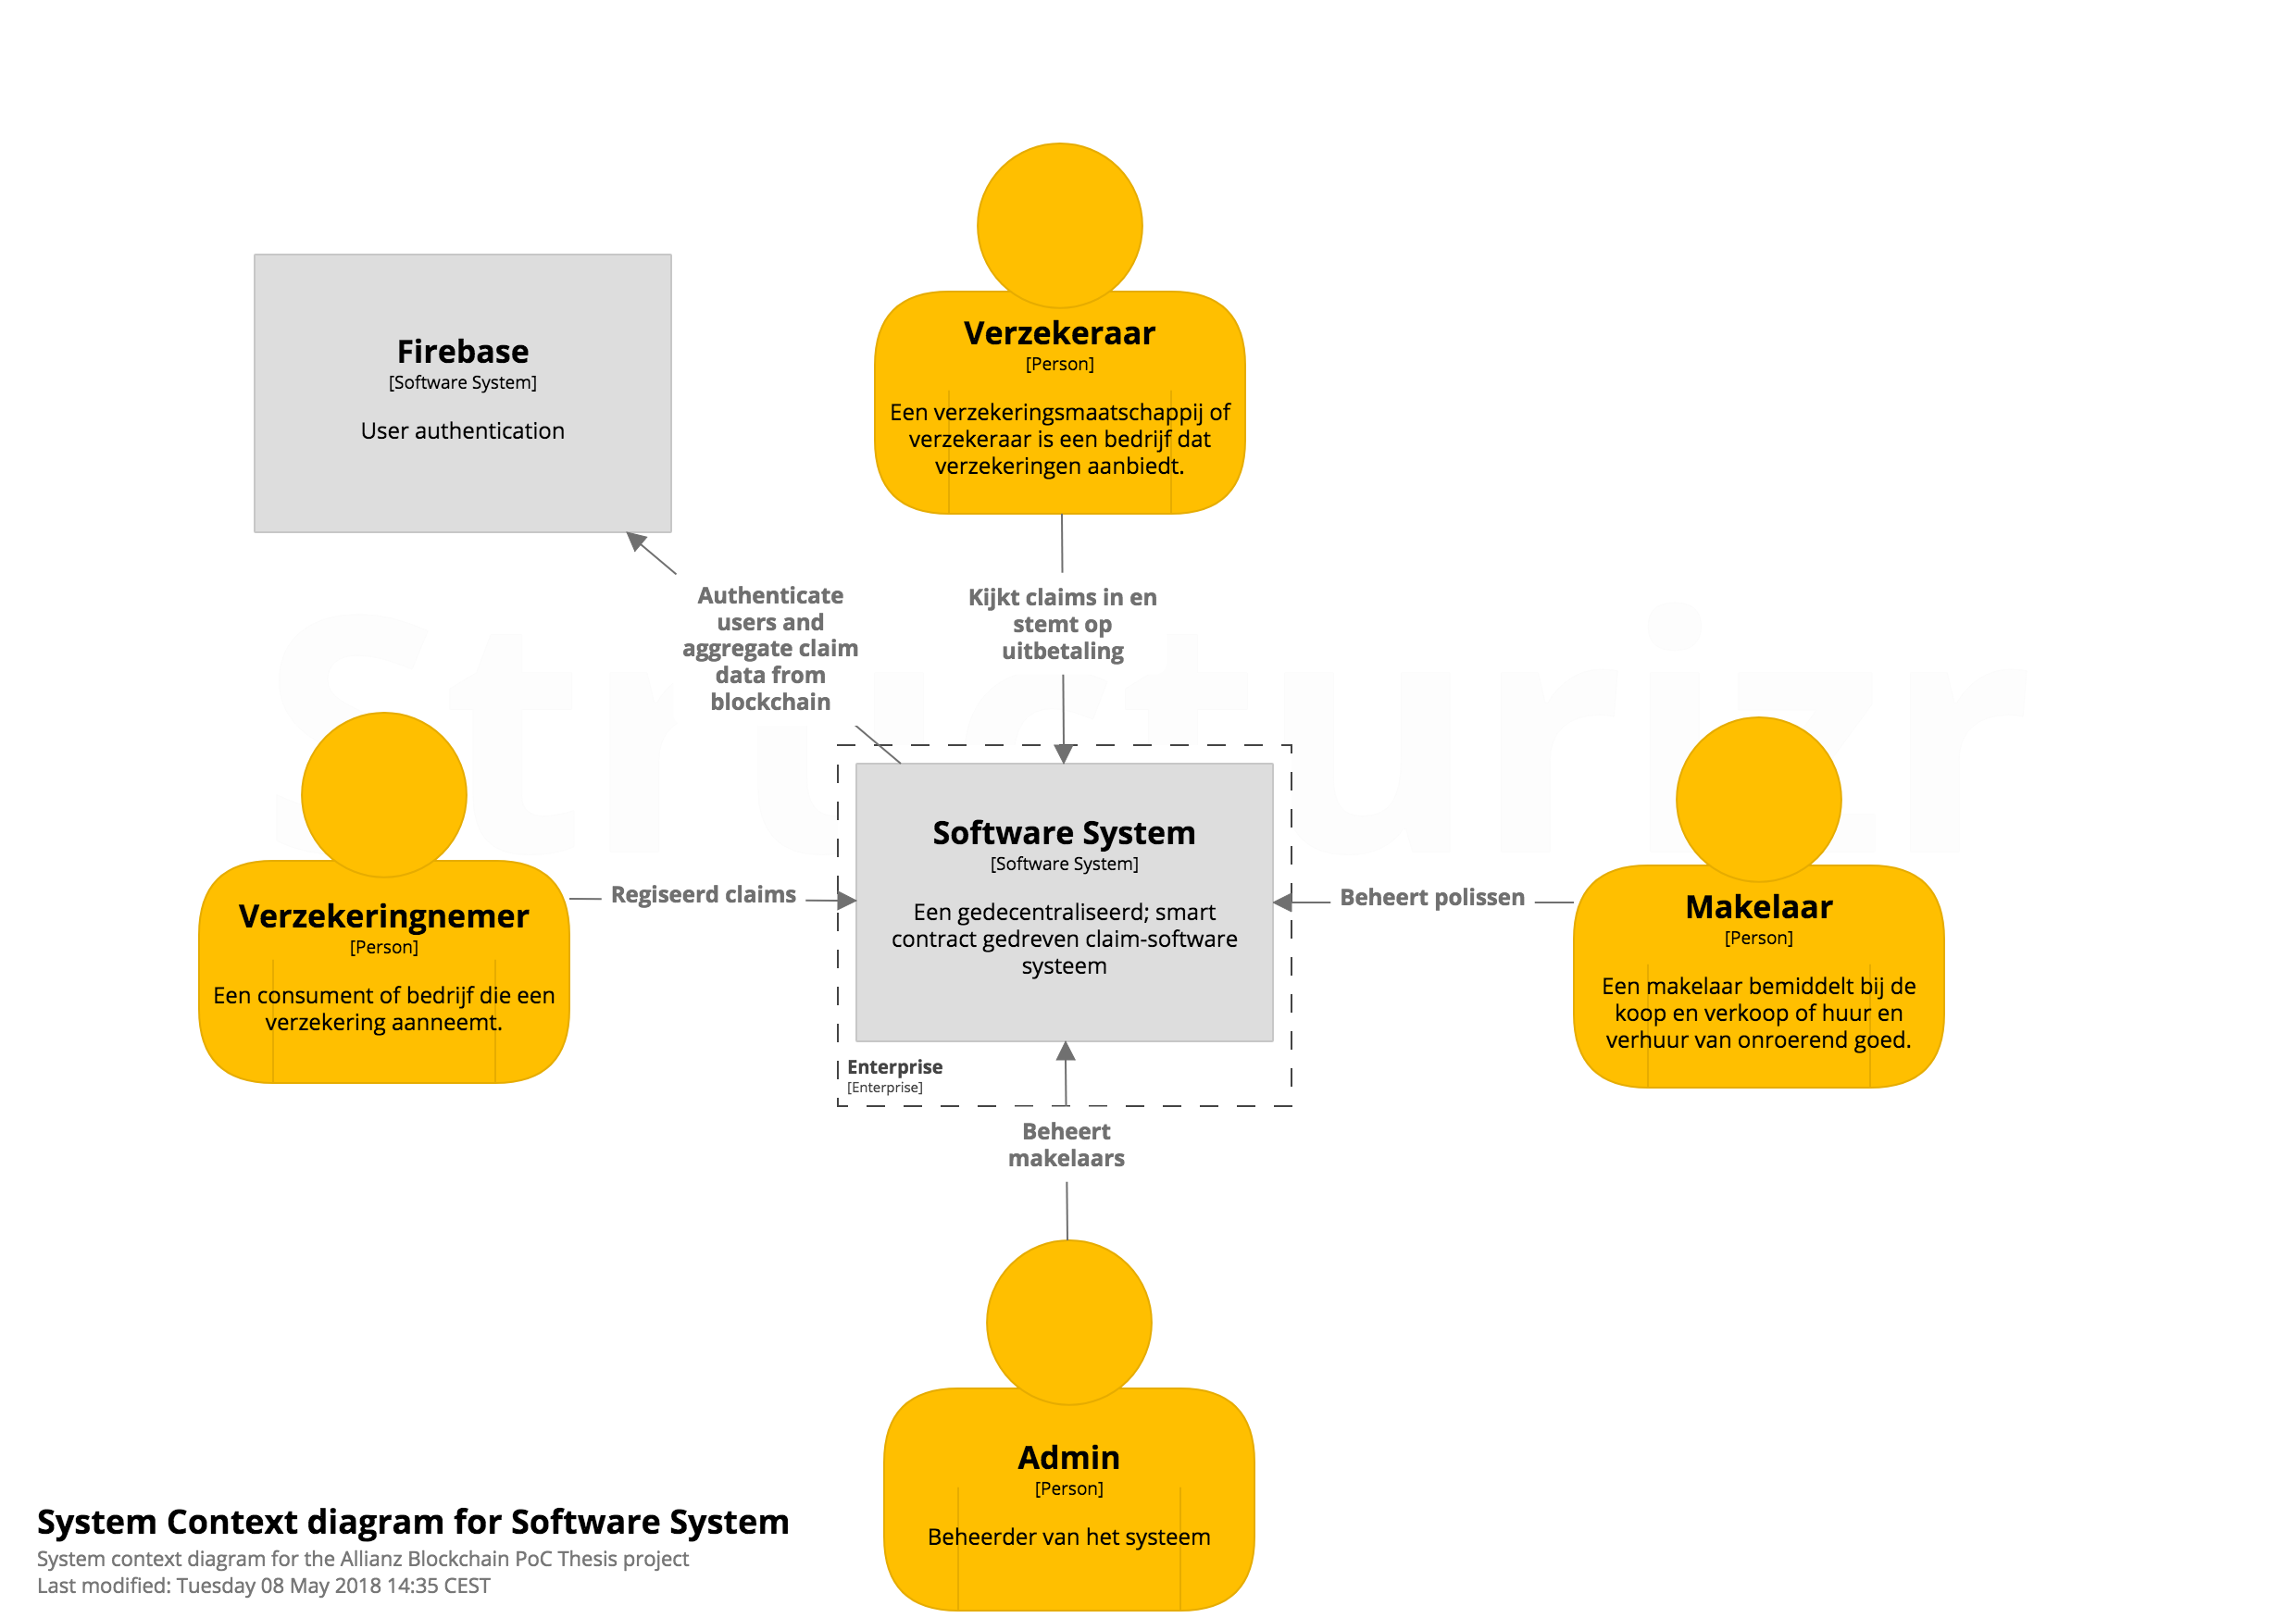 Firebase
[Software System]
User authentication
Verzekeraar
[Person]
Een verzekeringsmaatschappij of
verzekeraar is een bedrijf dat
verzekeringen aanbiedt.
Authenticate
users and
aggregate claim
data from
blockchain
Kijkt claims in en
stemt op
uitbetaling
Structurizr
Verzekeringnemer
[Person]
Een consument of bedrijf die een
verzekering aanneemt.
Regiseerd claims
Software System
[Software System]
Een gedecentraliseerd; smart
contract gedreven claim-software
systeem
Enterprise
[Enterprise]
Beheert polissen
Makelaar
[Person]
Een makelaar bemiddelt bij de
koop en verkoop of huur en
verhuur van onroerend goed.
Beheert
makelaars
Admin
[Person]
Beheerder van het systeem
System Context diagram for Software System
System context diagram for the Allianz Blockchain PoC Thesis project
Last modified: Tuesday 08 May 2018 14:35 CEST